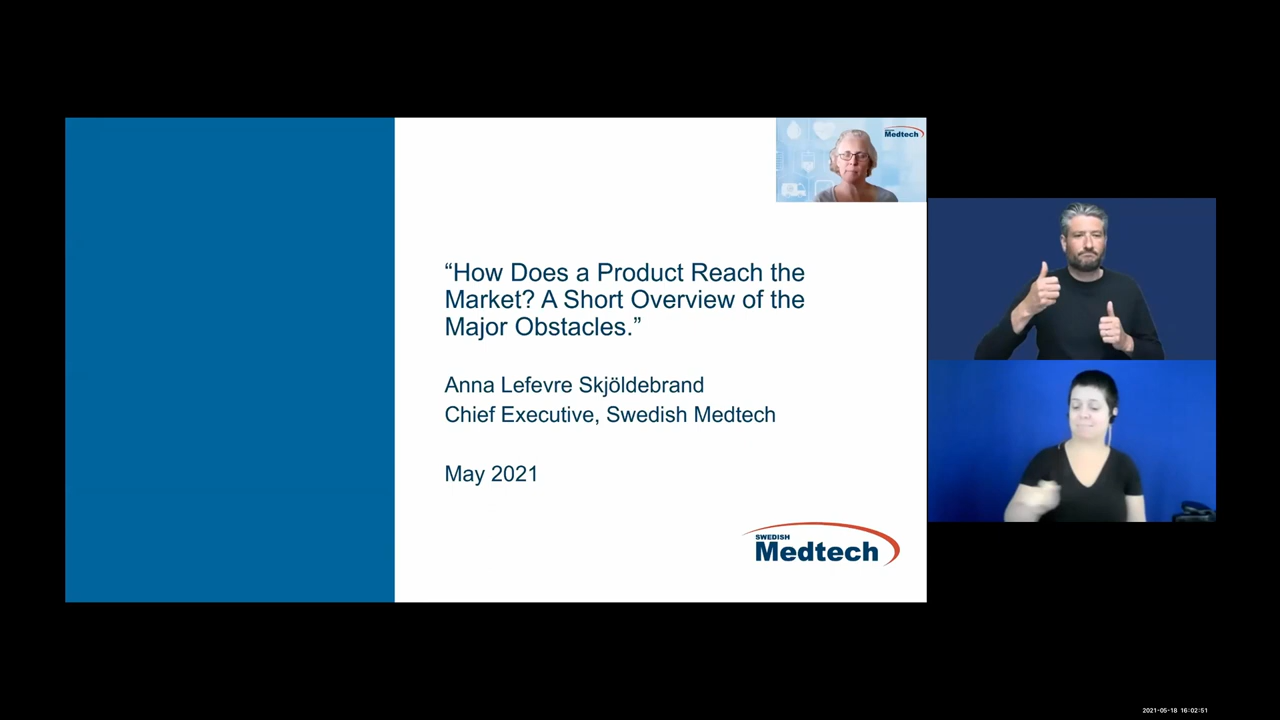 Medtech
“How Does a Product Reach the
Market? A Short Overview of the
Major Obstacles.”
Anna Lefevre Skjöldebrand
Chief Executive, Swedish Medtech
May 2021
SWEDISH
Medtech
2021-05-18 16:02:51